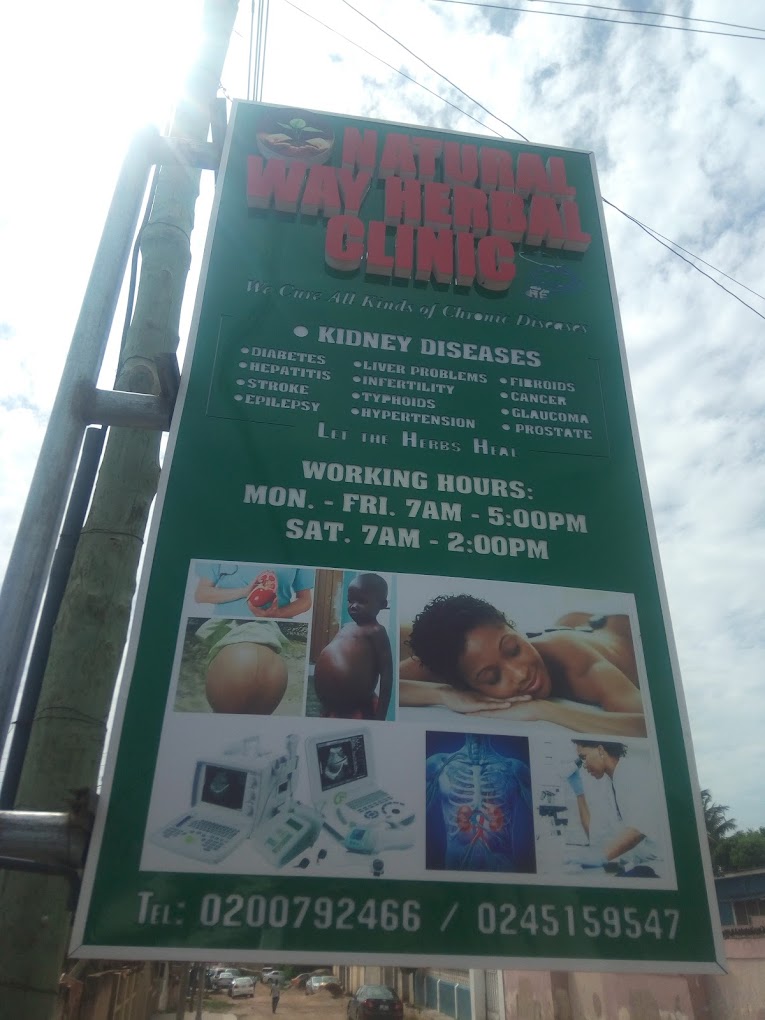 NATURAL
WAY HERBAL
CLINIC
We Cure All Kinds of Chronic Diseases
• KIDNEY DISEASES
• DIABETES
• HEPATITIS
• STROKE
• EPILEPSY
• LIVER PROBLEMS
• INFERTILITY
• TYPHOIDS
• HYPERTENSION
• FIBROIDS
• CANCER
• GLAUCOMA
• PROSTATE
LET THE HERBS HEAL
WORKING HOURS:
MON. - FRI. 7AM - 5:00PM
SAT. 7AM - 2:00PM
TEL: 0200792466 / 0245159547